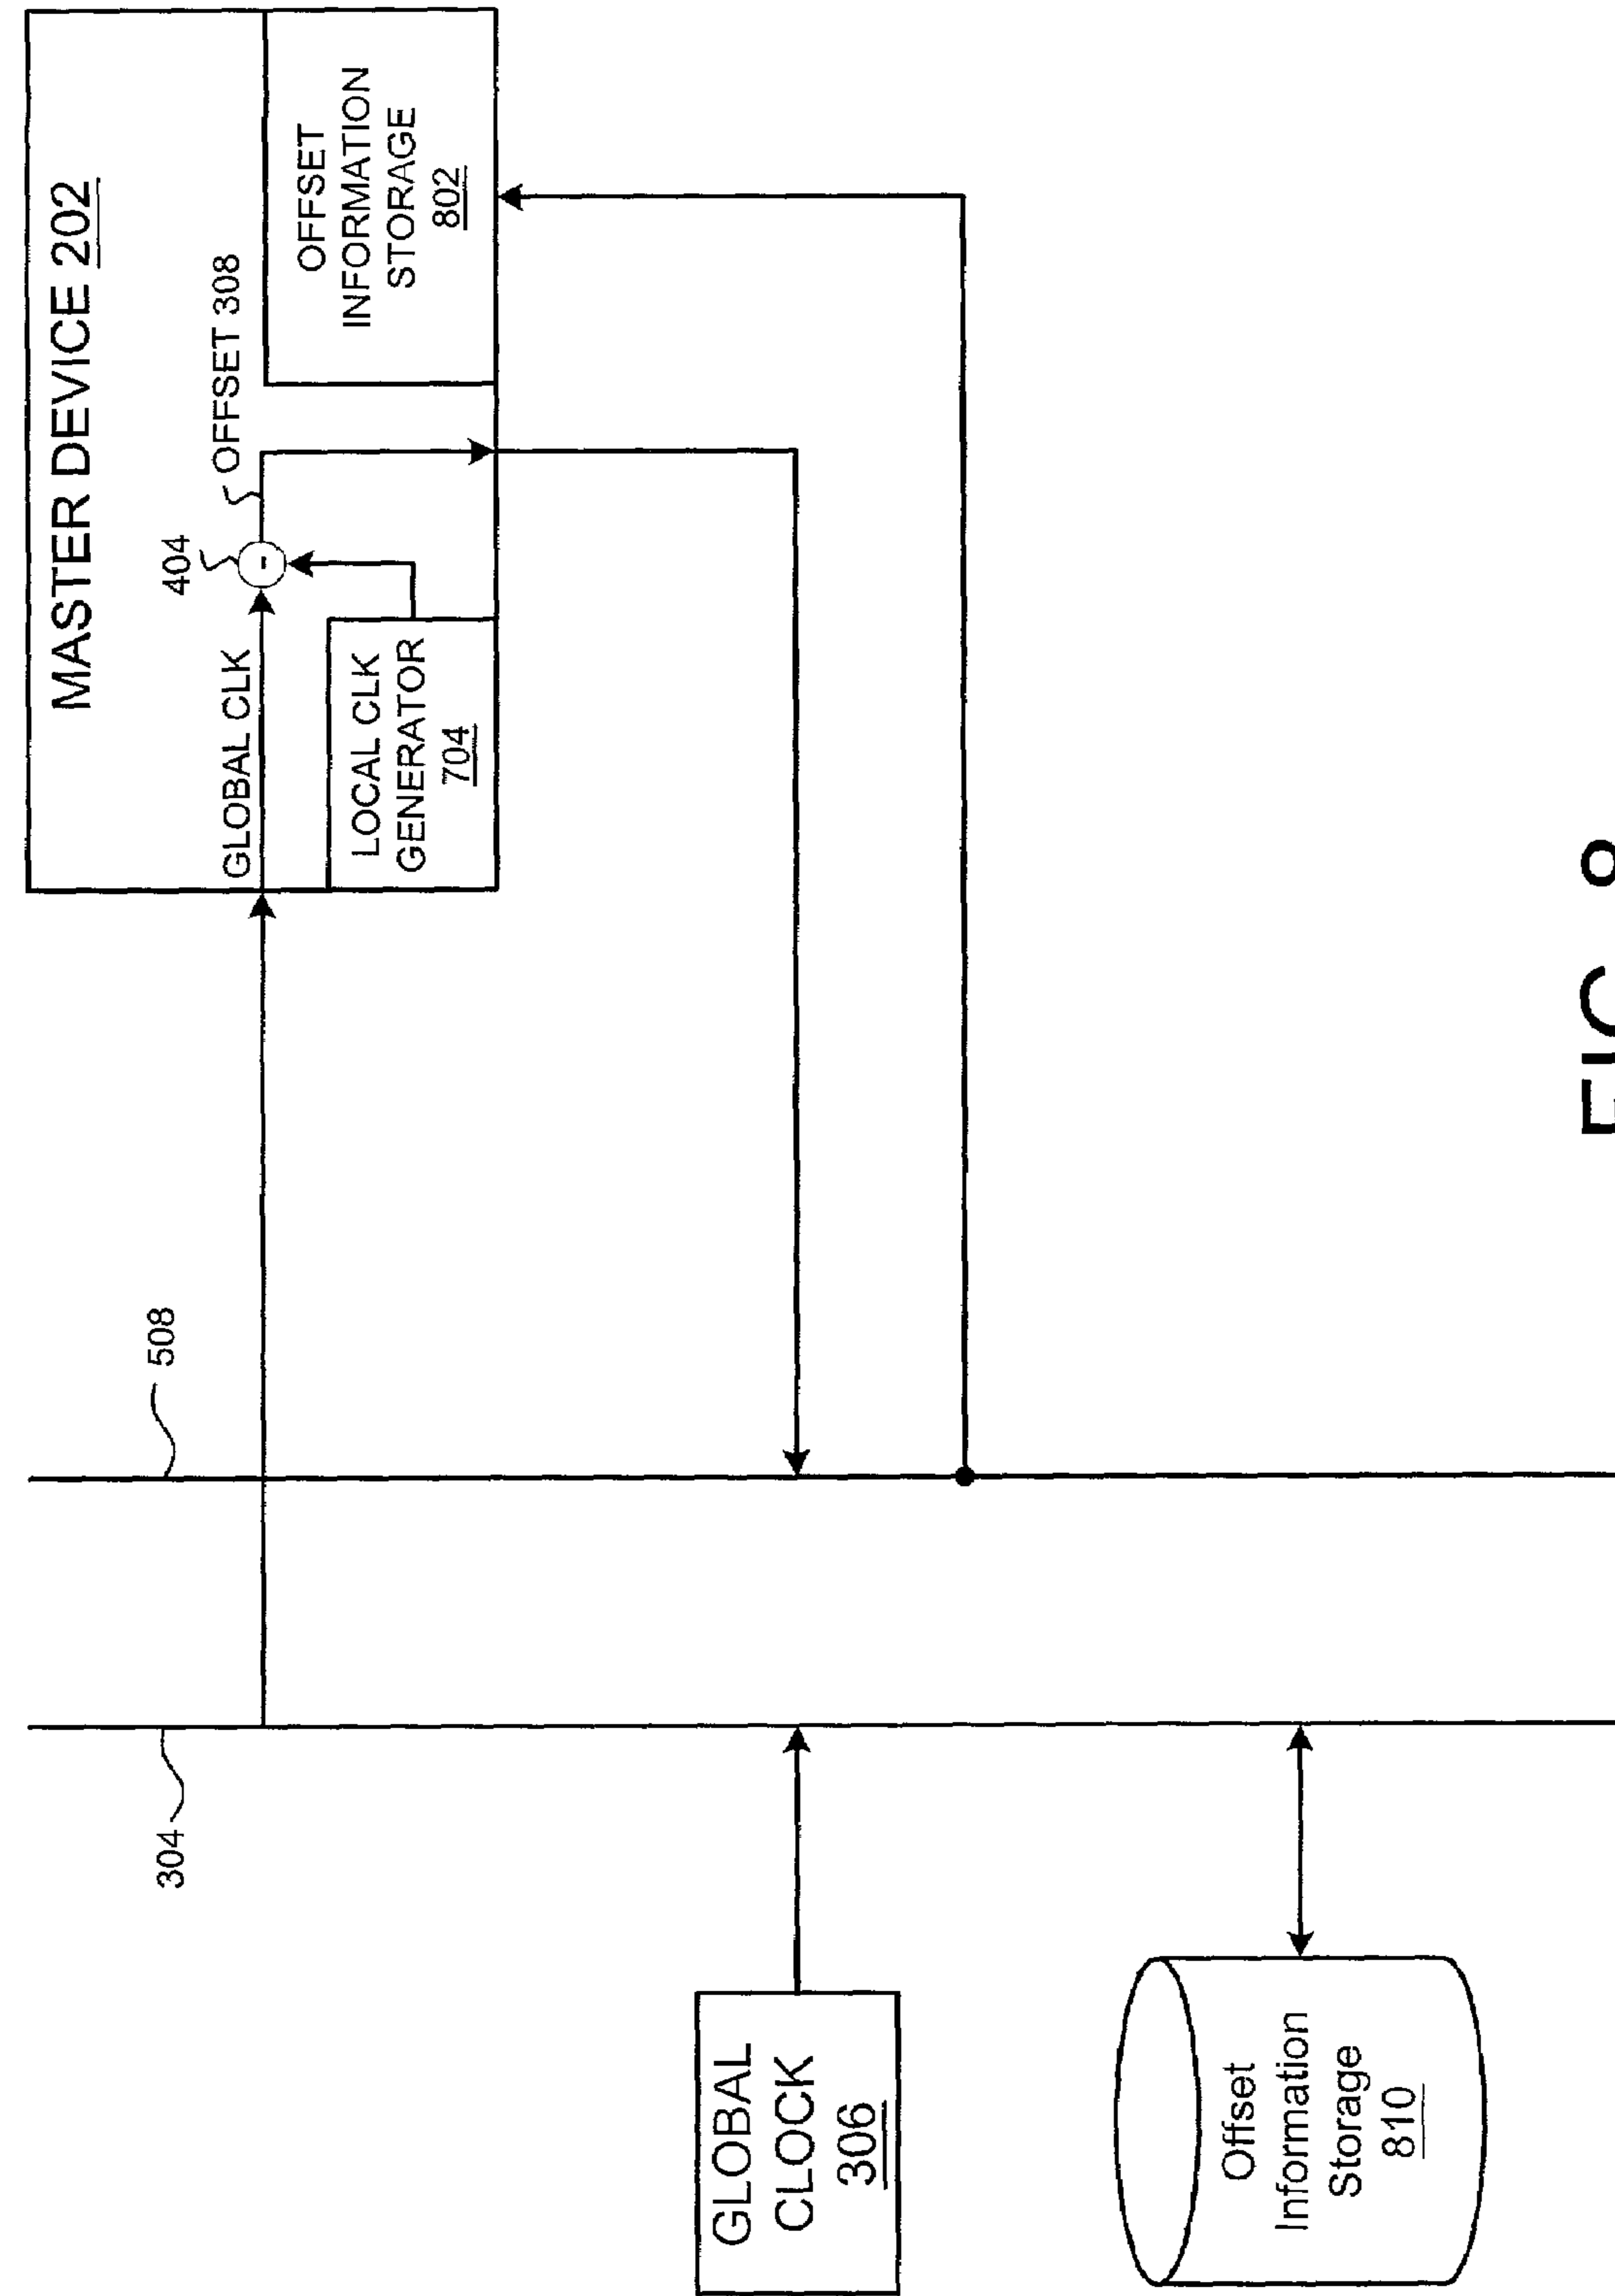 MASTER DEVICE 202
304
508
404
OFFSET 308
GLOBAL CLK
LOCAL CLK
GENERATOR
704
OFFSET
INFORMATION
STORAGE
802
GLOBAL
CLOCK
306
Offset
Information
Storage
810